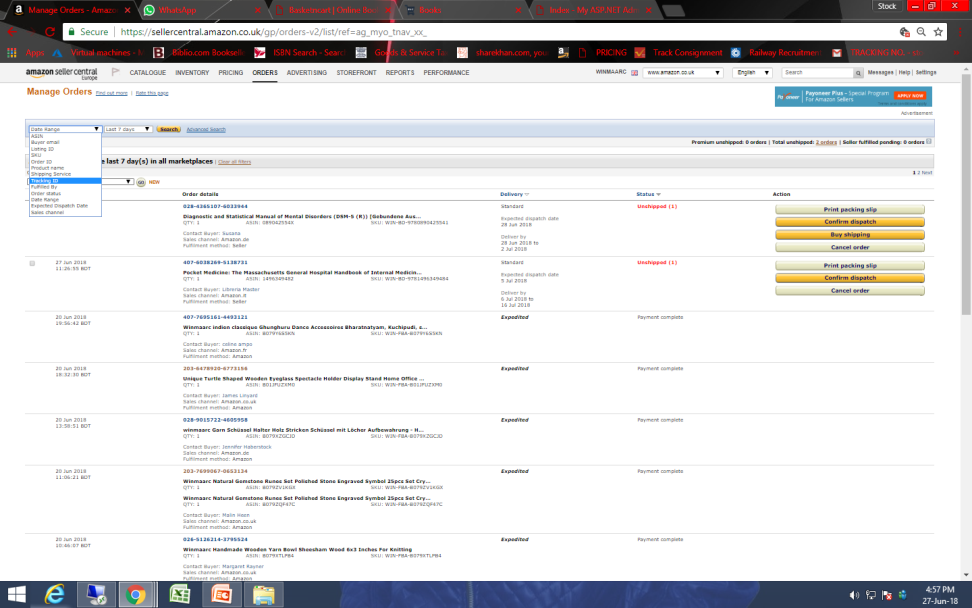 Manage Orders - Amazo
WhatsApp
Basketncart | Online Boo
Books
Index - My ASP.NET Ad
Stock
Secure | https://sellercentral.amazon.co.uk/gp/orders-v2/list/ref=ag_myo_tnav_xx_
Apps
Virtual machines - M
Biblio.com Booksell
ISBN Search - Search
Goods & Service Ta
sharekhan.com, you
PRICING
Track Consignment
Railway Recruitment
TRACKING NO. - s
amazon seller central
Europe
CATALOGUE INVENTORY PRICING ORDERS ADVERTISING STOREFRONT REPORTS PERFORMANCE
WINMAARC
www.amazon.co.uk
English
Search
Messages | Help | Settings
Manage Orders Find out more | Rate this page
Payoneer
Payoneer Plus - Special Program
For Amazon Sellers
APPLY NOW
Advertisement
Date Range
Last 7 days
Search
Advanced Search
Premium unshipped: 0 orders | Total unshipped: 2 orders | Seller fulfilled pending: 0 orders
ASIN
Buyer email
Listing ID
SKU
Order ID
Product name
Shipping Service
Tracking ID
Fulfilled By
Order status
Date Range
Expected Dispatch Date
Sales channel
e last 7 day(s) in all marketplaces | Clear all filters
1 2 Next
GO NEW
Order details Delivery Status Action
028-4365107-6033944
Standard
Unshipped (1)
Print packing slip
Diagnostic and Statistical Manual of Mental Disorders (DSM-5 (R)) [Gebundene Aus...
QTY: 1 ASIN: 089042554X SKU: WIN-BD-9780890425541
Expected dispatch date
28 Jun 2018
Confirm dispatch
Contact Buyer: Susana
Sales channel: Amazon.de
Fulfilment method: Seller
Deliver by
28 Jun 2018 to
2 Jul 2018
Buy shipping
Cancel order
27 Jun 2018
11:26:55 BDT
407-6038269-5138731
Standard
Unshipped (1)
Print packing slip
Pocket Medicine: The Massachusetts General Hospital Handbook of Internal Medicin...
QTY: 1 ASIN: 1496349482 SKU: WIN-BD-9781496349484
Expected dispatch date
5 Jul 2018
Confirm dispatch
Contact Buyer: Librena Master
Sales channel: Amazon.fr
Fulfilment method: Seller
Deliver by
6 Jul 2018 to
16 Jul 2018
Cancel order
20 Jun 2018
19:56:42 BDT
407-7695161-4493121
Expedited
Payment complete
Winmaarc indien classique Ghunghuru Dance Accessoires Bharatnatyam, Kuchipudi, s...
QTY: 1 ASIN: B079Y6S5KN SKU: WIN-FBA-B079Y6S5KN
Contact Buyer: celine amps
Sales channel: Amazon.fr
Fulfilment method: Amazon
20 Jun 2018
18:32:30 BDT
203-6478920-6773156
Expedited
Payment complete
Unique Turtle Shaped Wooden Eyeglass Spectacle Holder Display Stand Home Office ...
QTY: 1 ASIN: B01JPUZXM0 SKU: WIN-FBA-B01JPUZXM0
Contact Buyer: James Linyard
Sales channel: Amazon.co.uk
Fulfilment method: Amazon
20 Jun 2018
13:59:51 BDT
028-9015722-4605958
Expedited
Payment complete
winmaarc Garn Schüssel Halter Holz Stricken Schüssel mit Löcher Aufbewahrung - H...
QTY: 1 ASIN: B079XZGCJD SKU: WIN-FBA-B079XZGCJD
Contact Buyer: Jennifer Haberstock
Sales channel: Amazon.de
Fulfilment method: Amazon
20 Jun 2018
11:06:21 BDT
203-7699067-0653134
Expedited
Payment complete
Winmaarc Natural Gemstone Runes Set Polished Stone Engraved Symbol 25pcs Set Cry...
QTY: 1 ASIN: B079ZV1KGX SKU: WIN-FBA-B079ZV1KGX
Winmaarc Natural Gemstone Runes Set Polished Stone Engraved Symbol 25pcs Set Cry...
QTY: 1 ASIN: B079ZQF47C SKU: WIN-FBA-B079ZQF47C
Contact Buyer: Malin Heen
Sales channel: Amazon.co.uk
Fulfilment method: Amazon
20 Jun 2018
10:46:07 BDT
026-5126214-3795524
Expedited
Payment complete
Winmaarc Handmade Wooden Yarn Bowl Sheesham Wood 6x3 Inches For Knitting
QTY: 1 ASIN: B079XTLPB4 SKU: WIN-FBA-B079XTLPB4
Contact Buyer: Margaret Rayner
Sales channel: Amazon.co.uk
Fulfilment method: Amazon
4:57 PM
27-Jun-18